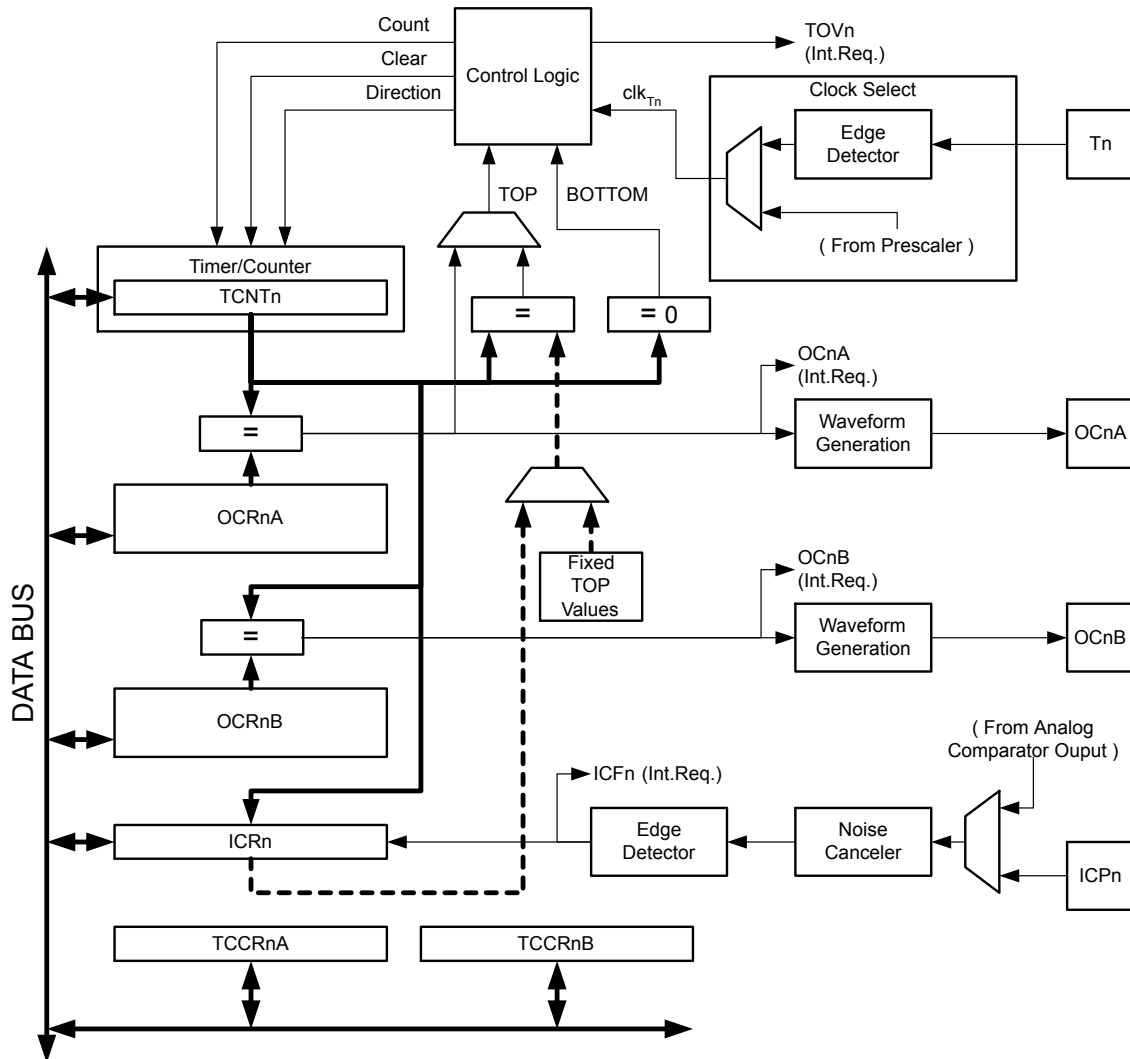 Count
Clear
Direction
Control Logic
TOVn
(Int.Req.)
clkTn
Clock Select
Edge
Detector
Tn
( From Prescaler )
TOP
BOTTOM
Timer/Counter
TCNTn
=
= 0
OCnA
(Int.Req.)
=
Waveform
Generation
OCnA
OCRnA
Fixed
TOP
Values
OCnB
(Int.Req.)
=
Waveform
Generation
OCnB
OCRnB
DATA BUS
( From Analog
Comparator Ouput )
ICFn (Int.Req.)
ICRn
Edge
Detector
Noise
Canceler
ICPn
TCCRnA
TCCRnB